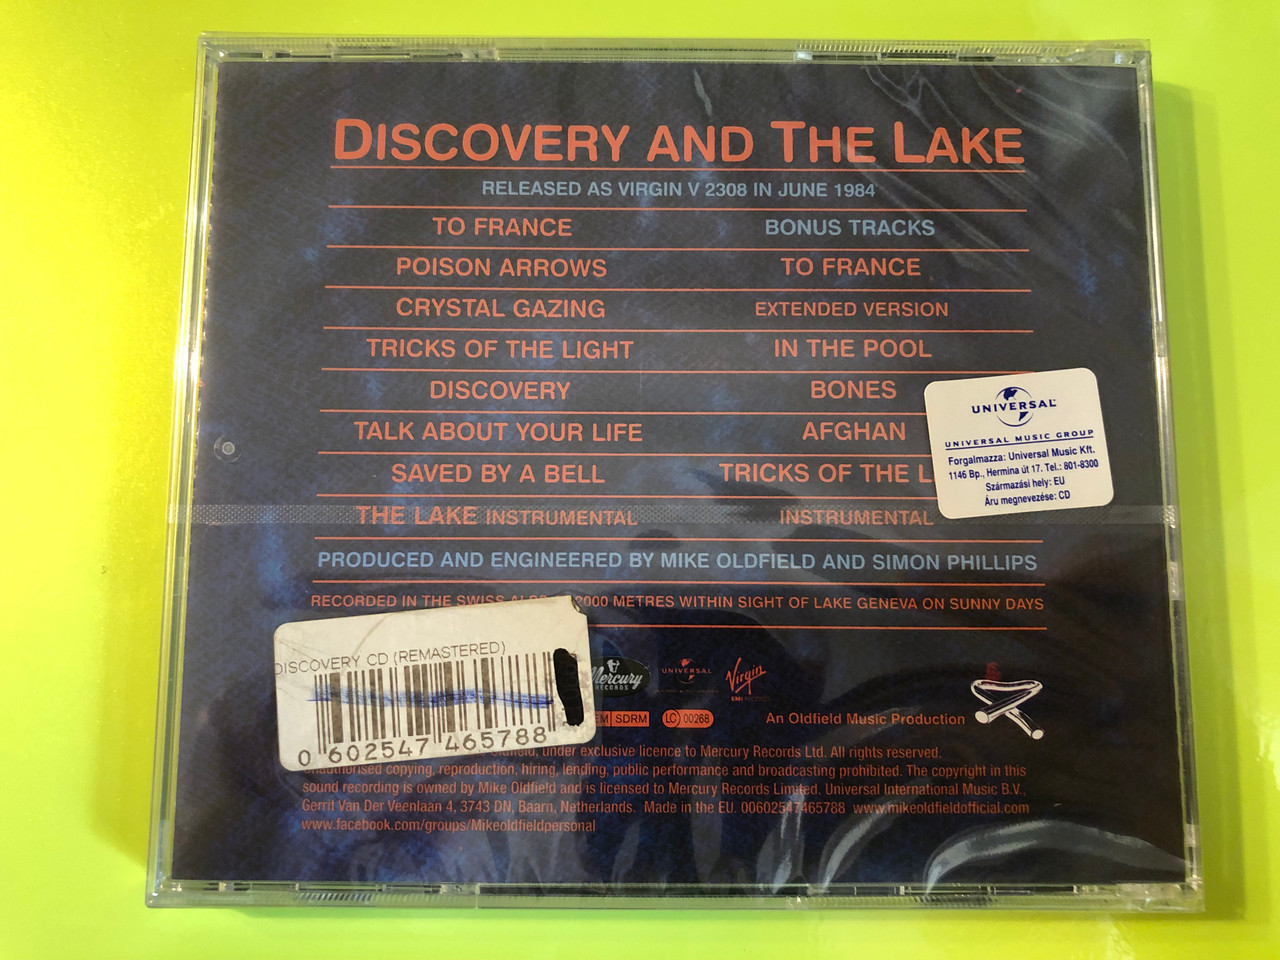 DISCOVERY AND THE LAKE
RELEASED AS VIRGIN V 2308 IN JUNE 1984
TO FRANCE
POISON ARROWS
CRYSTAL GAZING
TRICKS OF THE LIGHT
DISCOVERY
TALK ABOUT YOUR LIFE
SAVED BY A BELL
THE LAKE INSTRUMENTAL
BONUS TRACKS
TO FRANCE
EXTENDED VERSION
IN THE POOL
BONES
AFGHAN
TRICKS OF THE L
INSTRUMENTAL
UNIVERSAL
UNIVERSAL MUSIC GROUP
Forgalmazza: Universal Music Kft.
1146 Bp., Hermina út 17. Tel.: 801-8300
Származási hely: EU
Áru megnevezése: CD
PRODUCED AND ENGINEERED BY MIKE OLDFIELD AND SIMON PHILLIPS
RECORDED IN THE SWISS 2000 METRES WITHIN SIGHT OF LAKE GENEVA ON SUNNY DAYS
DISCOVERY CD (REMASTERED)
0 602547 465788
Mercury
RECORDS
UNIVERSAL
Virgin
EMI
SDRM
LC 00268
An Oldfield Music Production
under exclusive licence to Mercury Records Ltd. All rights reserved.
Unauthorised copying, reproduction, hiring, lending, public performance and broadcasting prohibited. The copyright in this
sound recording is owned by Mike Oldfield and is licensed to Mercury Records Limited. Universal International Music B.V.,
Gerrit Van Der Veenlaan 4, 3743 DN, Baarn, Netherlands. Made in the EU. 00602547465788 www.mikeoldfieldofficial.com
www.facebook.com/groups/Mikeoldfieldpersonal